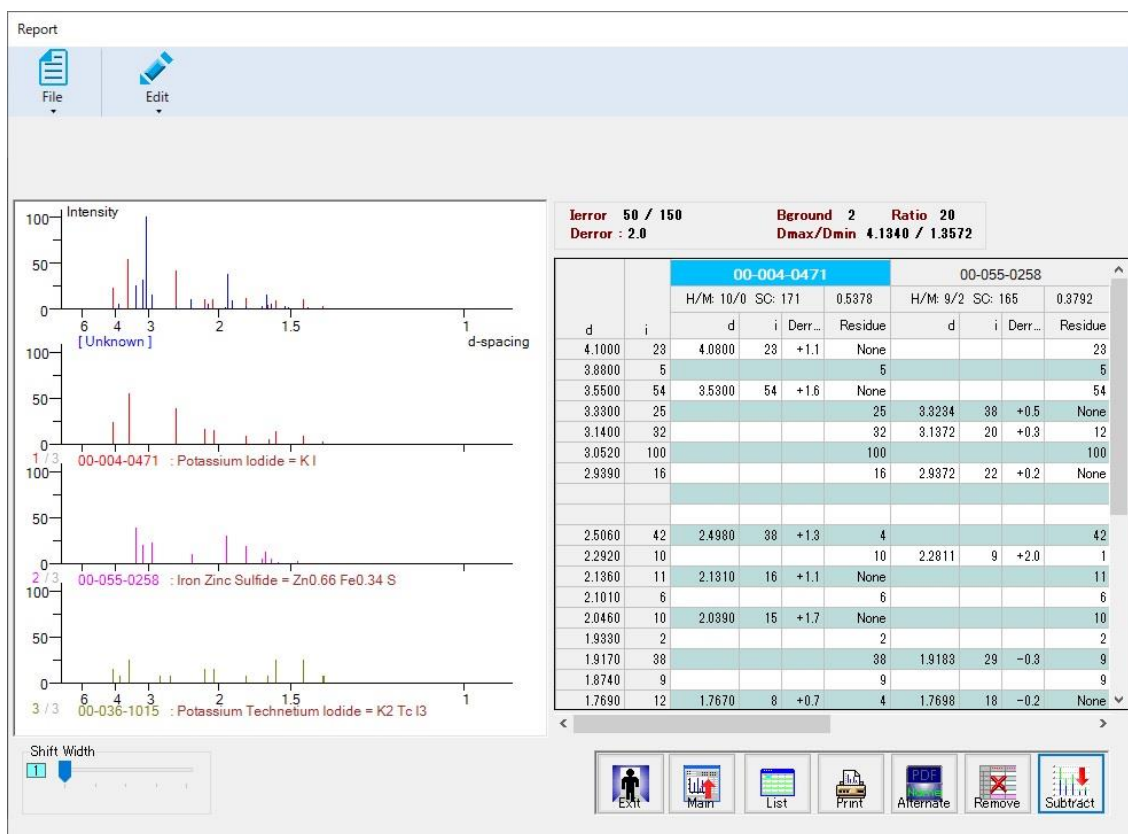 Report
File Edit
Intensity
100
50
0
6 4 3 2 1.5 1
[ Unknown ] d-spacing
100
50
0
1 / 3 00-004-0471 : Potassium Iodide = K I
100
50
0
2 / 3 00-055-0258 : Iron Zinc Sulfide = Zn0.66 Fe0.34 S
100
50
0
6 4 3 2 1.5 1
3 / 3 00-036-1015 : Potassium Technetium Iodide = K2 Tc I3
Ierror 50 / 150 Bground 2 Ratio 20
Derror : 2.0 Dmax/Dmin 4.1340 / 1.3572
00-004-0471 00-055-0258
H/M: 10/0 SC: 171 0.5378 H/M: 9/2 SC: 165 0.3792
d i d i Derr... Residue d i Derr... Residue
4.1000 23 4.0800 23 +1.1 None 23
3.8800 5 5 5
3.5500 54 3.5300 54 +1.6 None 54
3.3300 25 25 3.3234 38 +0.5 None
3.1400 32 32 3.1372 20 +0.3 12
3.0520 100 100 100
2.9390 16 16 2.9372 22 +0.2 None
2.5060 42 2.4980 38 +1.3 4 42
2.2920 10 10 2.2811 9 +2.0 1
2.1360 11 2.1310 16 +1.1 None 11
2.1010 6 6 6
2.0460 10 2.0390 15 +1.7 None 10
1.9330 2 2 2
1.9170 38 38 1.9183 29 -0.3 9
1.8740 9 9 9
1.7690 12 1.7670 8 +0.7 4 1.7698 18 -0.2 None
Shift Width
1
Exit Main List Print PDF Alternate Remove Subtract